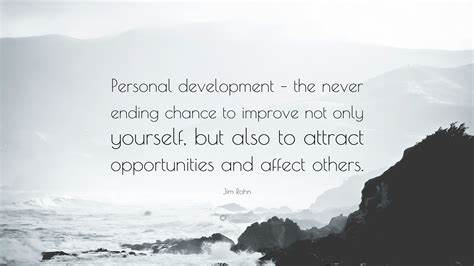 Personal development – the never
ending chance to improve not only
yourself, but also to attract
opportunities and affect others.
Jim Rohn